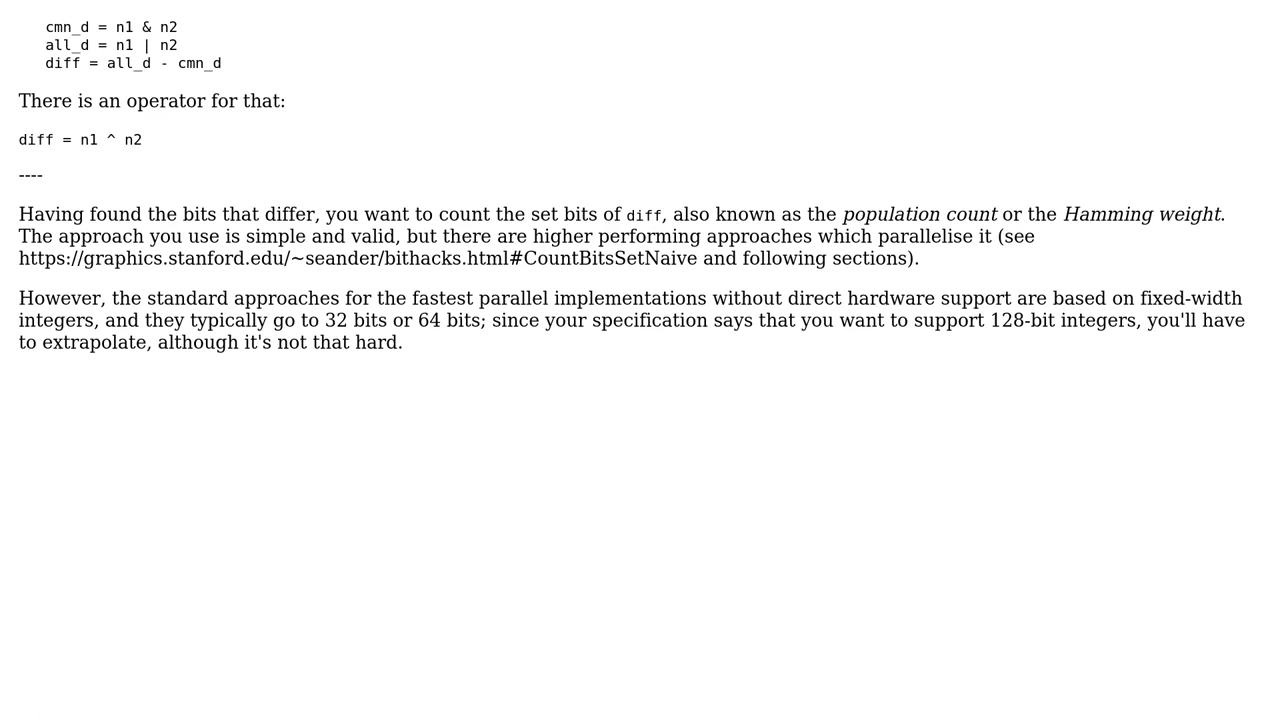 cmn_d = n1 & n2
all_d = n1 | n2
diff = all_d - cmn_d
There is an operator for that:
diff = n1 ^ n2
----
Having found the bits that differ, you want to count the set bits of diff, also known as the population count or the Hamming weight.
The approach you use is simple and valid, but there are higher performing approaches which parallelise it (see
https://graphics.stanford.edu/~seander/bithacks.html#CountBitsSetNaive and following sections).
However, the standard approaches for the fastest parallel implementations without direct hardware support are based on fixed-width
integers, and they typically go to 32 bits or 64 bits; since your specification says that you want to support 128-bit integers, you'll have
to extrapolate, although it's not that hard.